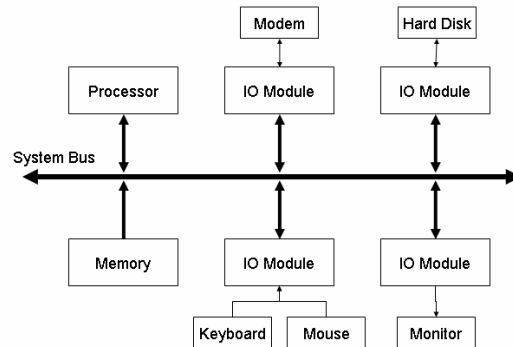 Modem
Hard Disk
Processor
IO Module
IO Module
System Bus
Memory
IO Module
IO Module
Keyboard
Mouse
Monitor